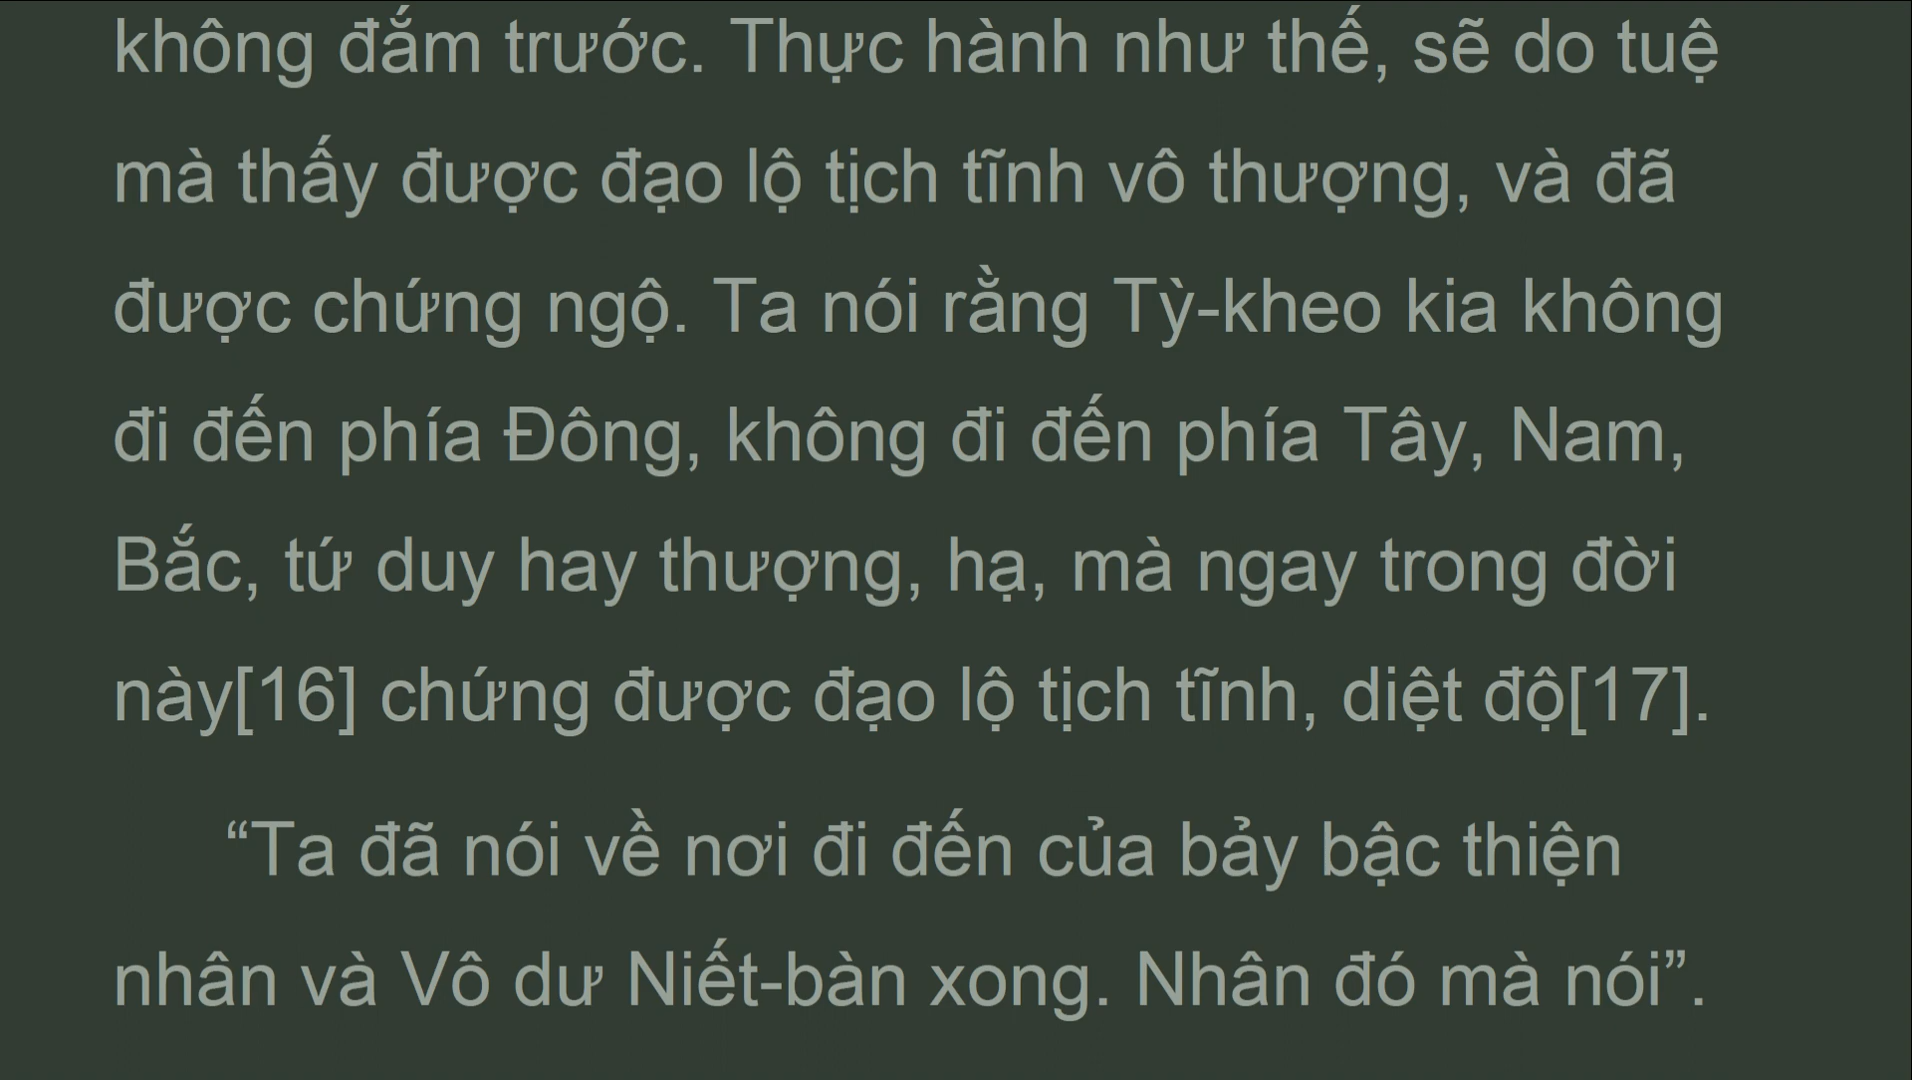 không đắm trước. Thực hành như thế, sẽ do tuệ
mà thấy được đạo lộ tịch tĩnh vô thượng, và đã
được chứng ngộ. Ta nói rằng Tỳ-kheo kia không
đi đến phía Đông, không đi đến phía Tây, Nam,
Bắc, tứ duy hay thượng, hạ, mà ngay trong đời
này[16] chứng được đạo lộ tịch tĩnh, diệt độ[17].
“Ta đã nói về nơi đi đến của bảy bậc thiện
nhân và Vô dư Niết-bàn xong. Nhân đó mà nói”.